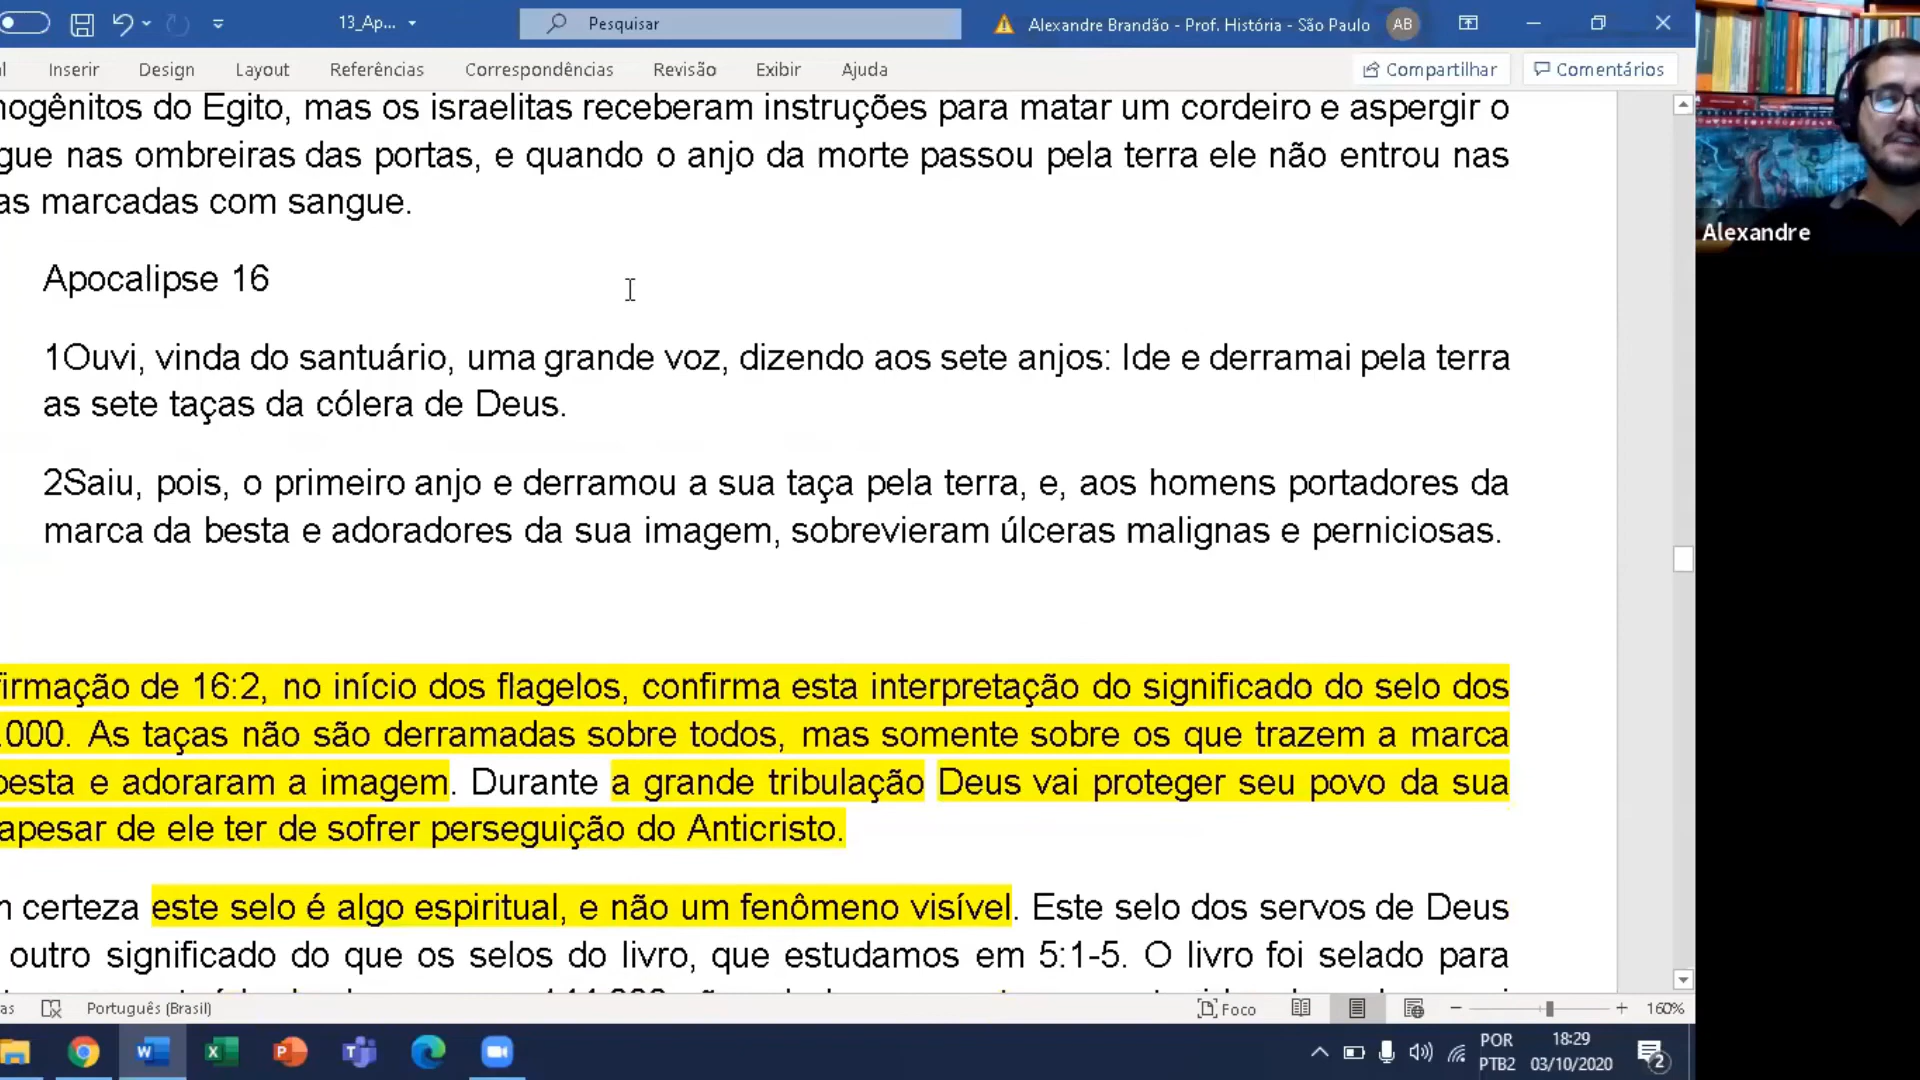 13_Ap...
Pesquisar
Alexandre Brandão - Prof. História - São Paulo
AB
Inserir
Design
Layout
Referências
Correspondências
Revisão
Exibir
Ajuda
Compartilhar
Comentários
nogênitos do Egito, mas os israelitas receberam instruções para matar um cordeiro e aspergir o
gue nas ombreiras das portas, e quando o anjo da morte passou pela terra ele não entrou nas
as marcadas com sangue.
Alexandre
Apocalipse 16
1Ouvi, vinda do santuário, uma grande voz, dizendo aos sete anjos: Ide e derramai pela terra
as sete taças da cólera de Deus.
2Saiu, pois, o primeiro anjo e derramou a sua taça pela terra, e, aos homens portadores da
marca da besta e adoradores da sua imagem, sobrevieram úlceras malignas e perniciosas.
firmação de 16:2, no início dos flagelos, confirma esta interpretação do significado do selo dos
.000. As taças não são derramadas sobre todos, mas somente sobre os que trazem a marca
besta e adoraram a imagem. Durante a grande tribulação Deus vai proteger seu povo da sua
apesar de ele ter de sofrer perseguição do Anticristo.
m certeza este selo é algo espiritual, e não um fenômeno visível. Este selo dos servos de Deus
outro significado do que os selos do livro, que estudamos em 5:1-5. O livro foi selado para
as
Português (Brasil)
Foco
160%
POR
PTB2
18:29
03/10/2020
2